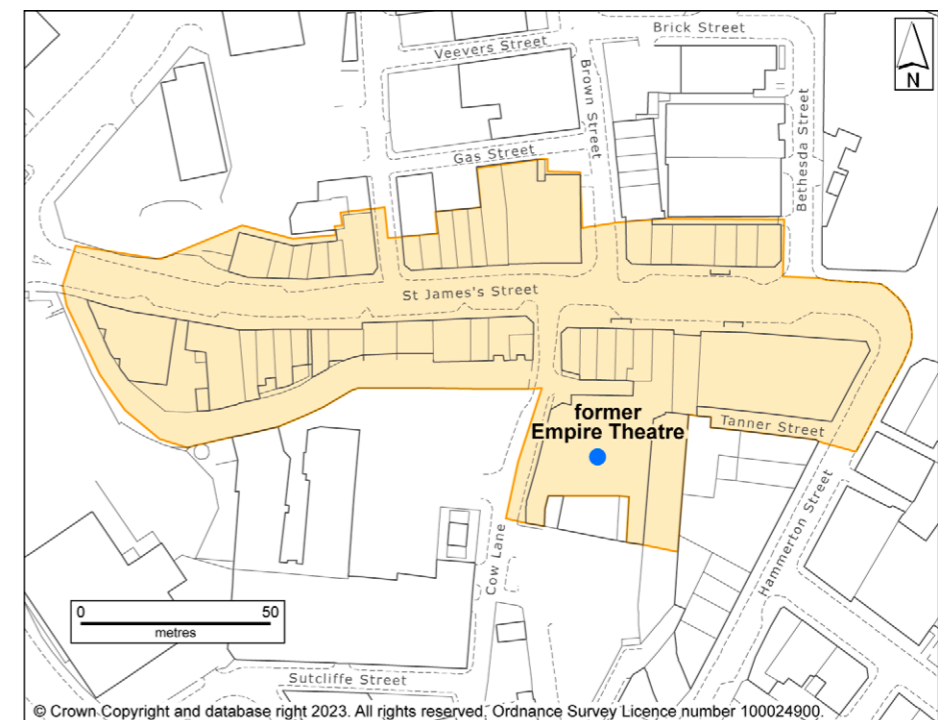 Brick Street
Veevers Street
N
Brown Street
Bethesda Street
Gas Street
St James's Street
former
Empire Theatre
Tanner Street
Hammerton Street
Cow Lane
0 50
metres
Sutcliffe Street
© Crown Copyright and database right 2023. All rights reserved. Ordnance Survey Licence number 100024900.